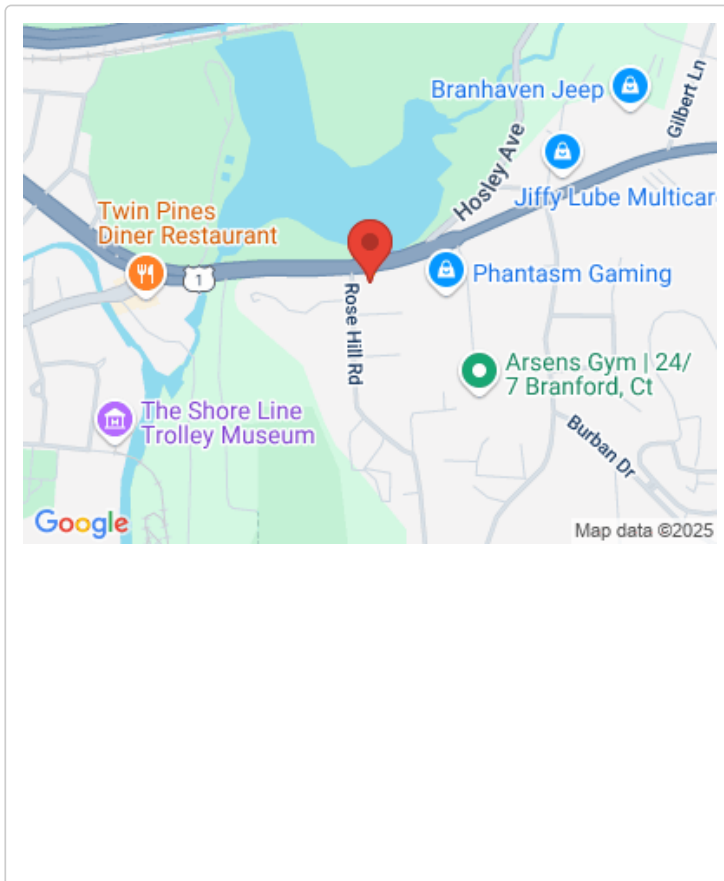 Branhaven Jeep
Gilbert Ln
Hosley Ave
Jiffy Lube Multicar
Twin Pines
Diner Restaurant
1
Phantasm Gaming
Rose Hill Rd
Arsens Gym | 24/
7 Branford, Ct
The Shore Line
Trolley Museum
Burban Dr
Google
Map data ©2025